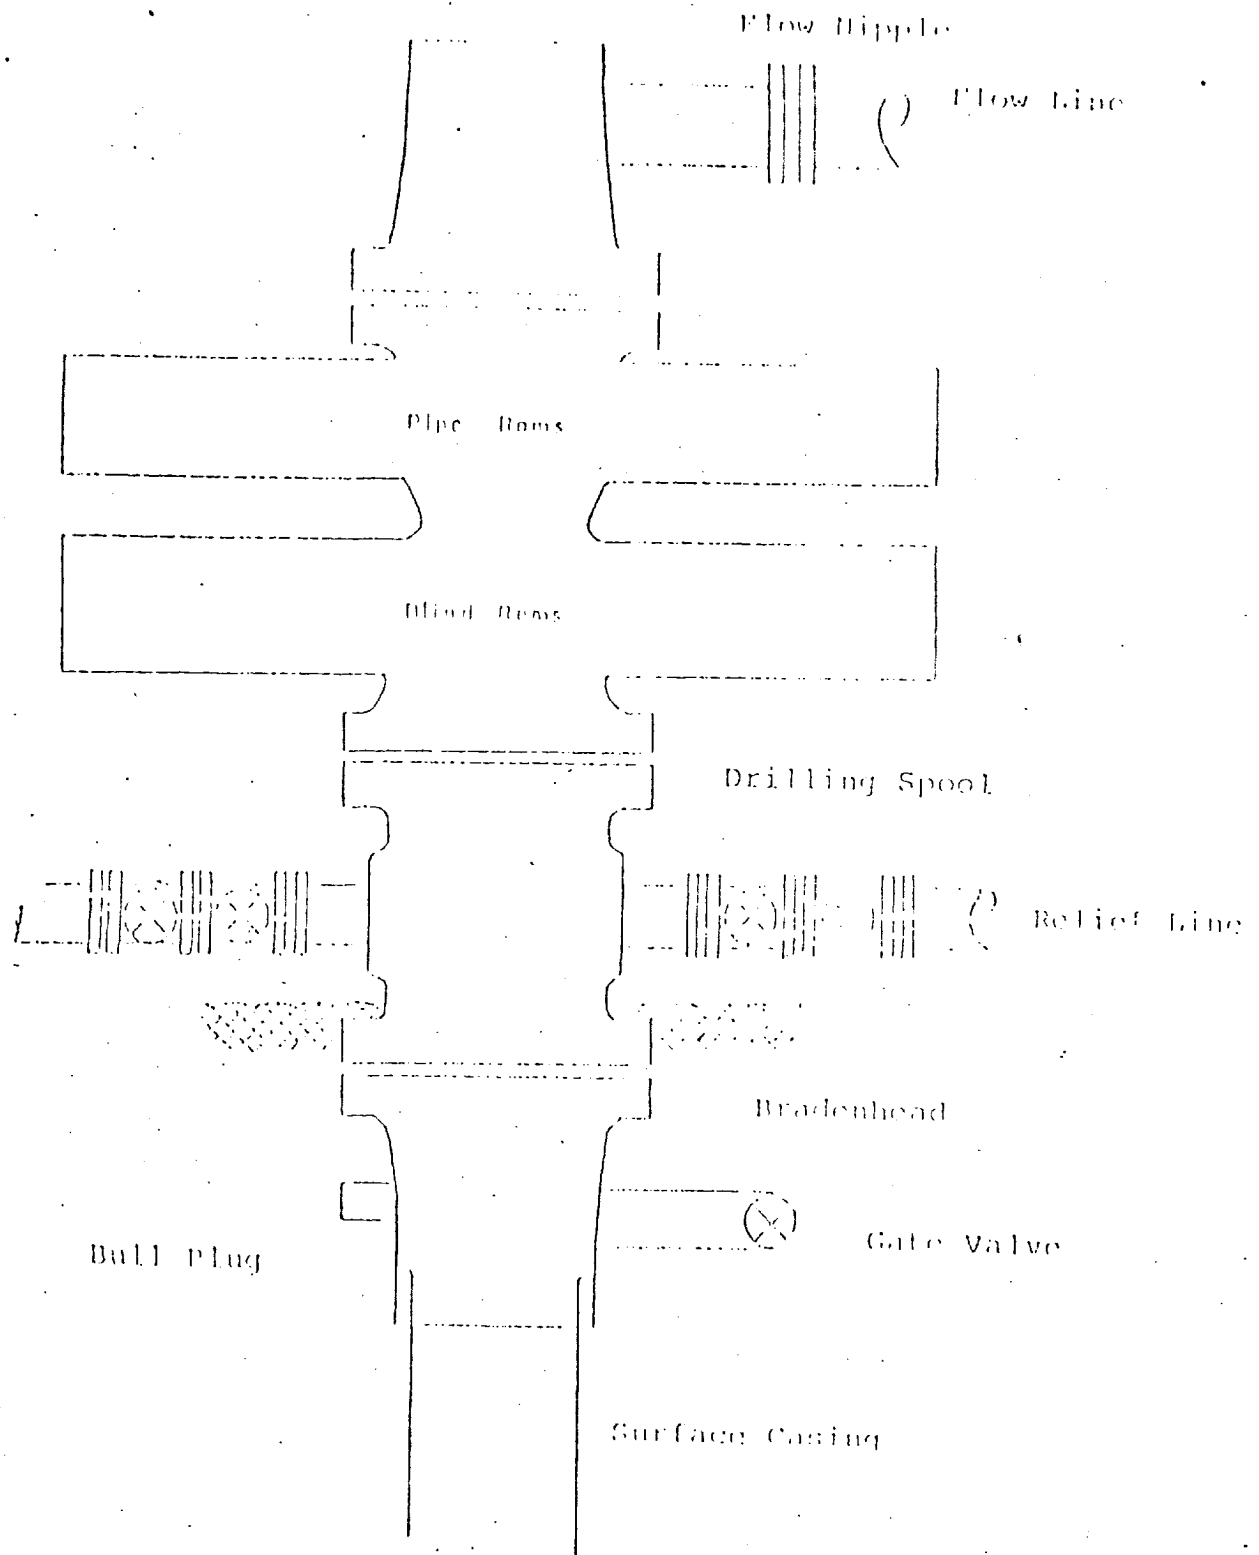 Flow Nipple
Flow Line
Pipe Rams
Blind Rams
Drilling Spool
Relief Line
Bradenhead
Bull Plug
Gate Valve
Surface Casing